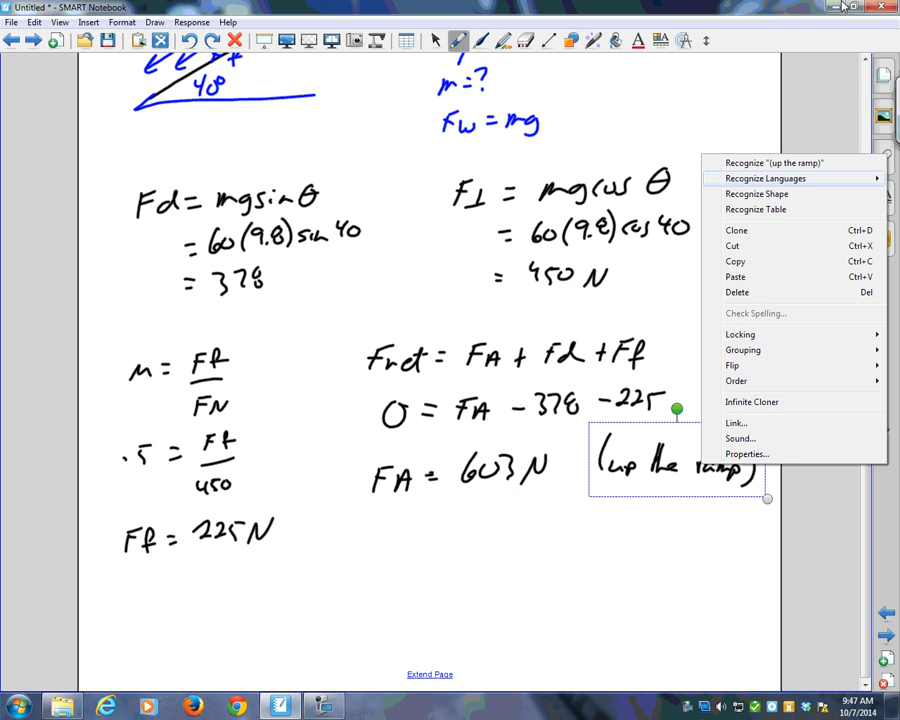 Untitled * - SMART Notebook
File Edit View Insert Format Draw Response Help
40°
m = ?
Fw = mg
Fd = mg sin θ
= 60(9.8) sin 40
= 378
F⊥ = mg cos θ
= 60(9.8) cos 40
= 450 N
μ = Ff / FN
.5 = Ff / 450
Ff = 225 N
Fnet = FA + Fd + Ff
0 = FA - 378 - 225
FA = 603 N (up the ramp)
Recognize "(up the ramp)"
Recognize Languages
Recognize Shape
Recognize Table
Clone Ctrl+D
Cut Ctrl+X
Copy Ctrl+C
Paste Ctrl+V
Delete Del
Check Spelling...
Locking
Grouping
Flip
Order
Infinite Cloner
Link...
Sound...
Properties...
Extend Page
9:47 AM
10/7/2014